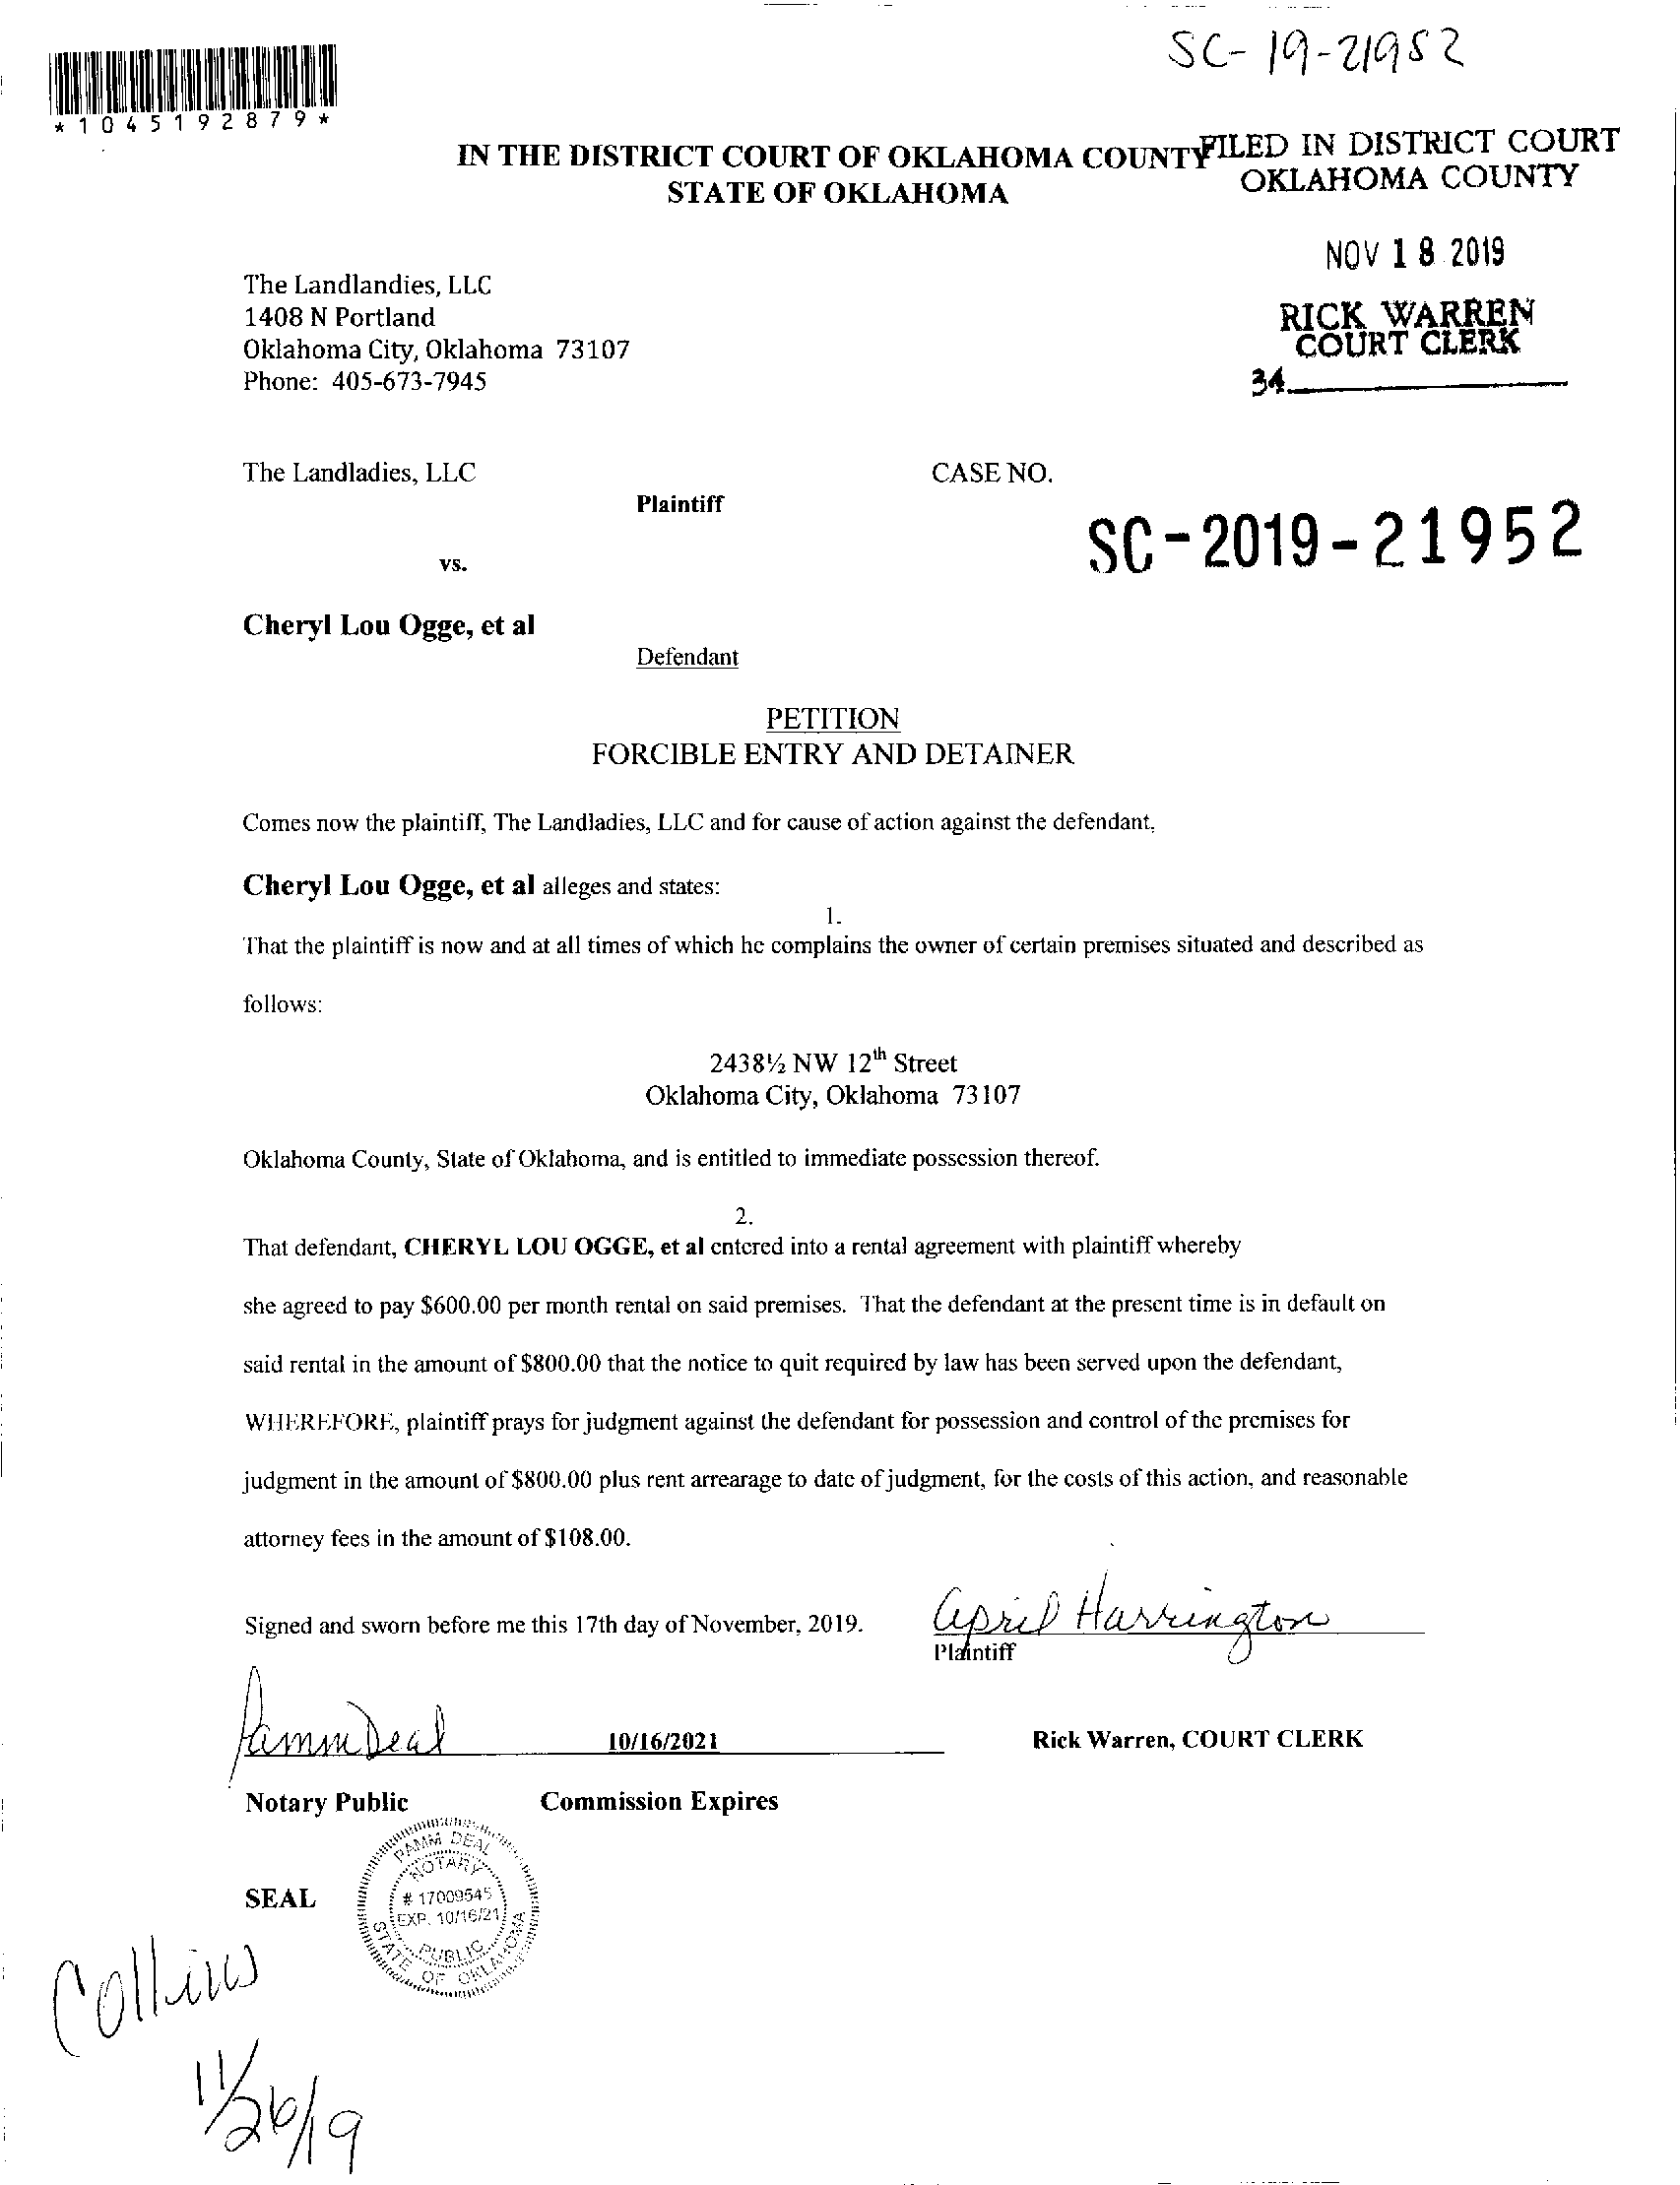 SC-19-21952
*1045192879*
IN THE DISTRICT COURT OF OKLAHOMA COUNTY
STATE OF OKLAHOMA
FILED IN DISTRICT COURT
OKLAHOMA COUNTY
NOV 18 2019
RICK WARREN
COURT CLERK
34
The Landlandies, LLC
1408 N Portland
Oklahoma City, Oklahoma 73107
Phone: 405-673-7945
The Landladies, LLC
CASE NO.
Plaintiff
SC-2019-21952
vs.
Cheryl Lou Ogge, et al
Defendant
PETITION
FORCIBLE ENTRY AND DETAINER
Comes now the plaintiff, The Landladies, LLC and for cause of action against the defendant,
Cheryl Lou Ogge, et al alleges and states:
1.
That the plaintiff is now and at all times of which he complains the owner of certain premises situated and described as
follows:
2438½ NW 12th Street
Oklahoma City, Oklahoma 73107
Oklahoma County, State of Oklahoma, and is entitled to immediate possession thereof.
2.
That defendant, CHERYL LOU OGGE, et al entered into a rental agreement with plaintiff whereby
she agreed to pay $600.00 per month rental on said premises. That the defendant at the present time is in default on
said rental in the amount of $800.00 that the notice to quit required by law has been served upon the defendant,
WHEREFORE, plaintiff prays for judgment against the defendant for possession and control of the premises for
judgment in the amount of $800.00 plus rent arrearage to date of judgment, for the costs of this action, and reasonable
attorney fees in the amount of $108.00.
Signed and sworn before me this 17th day of November, 2019.
April Harrington
Plaintiff
Pamm Deal
10/16/2021
Rick Warren, COURT CLERK
Notary Public
Commission Expires
SEAL
PAMM DEAL
NOTARY
# 17009545
EXP. 10/16/21
PUBLIC
STATE OF OKLAHOMA
Collins
11/26/19